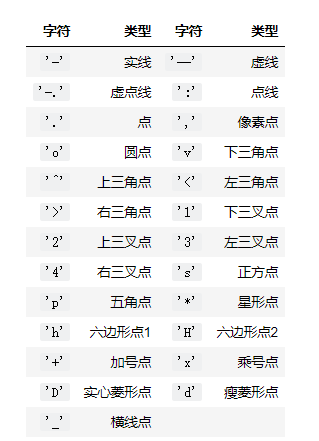 字符 类型 字符 类型
'-' 实线 '--' 虚线
'-.' 虚点线 ':' 点线
'.' 点 ',' 像素点
'o' 圆点 'v' 下三角点
'^' 上三角点 '<' 左三角点
'>' 右三角点 '1' 下三叉点
'2' 上三叉点 '3' 左三叉点
'4' 右三叉点 's' 正方点
'p' 五角点 '*' 星形点
'h' 六边形点1 'H' 六边形点2
'+' 加号点 'x' 乘号点
'D' 实心菱形点 'd' 瘦菱形点
'_' 横线点